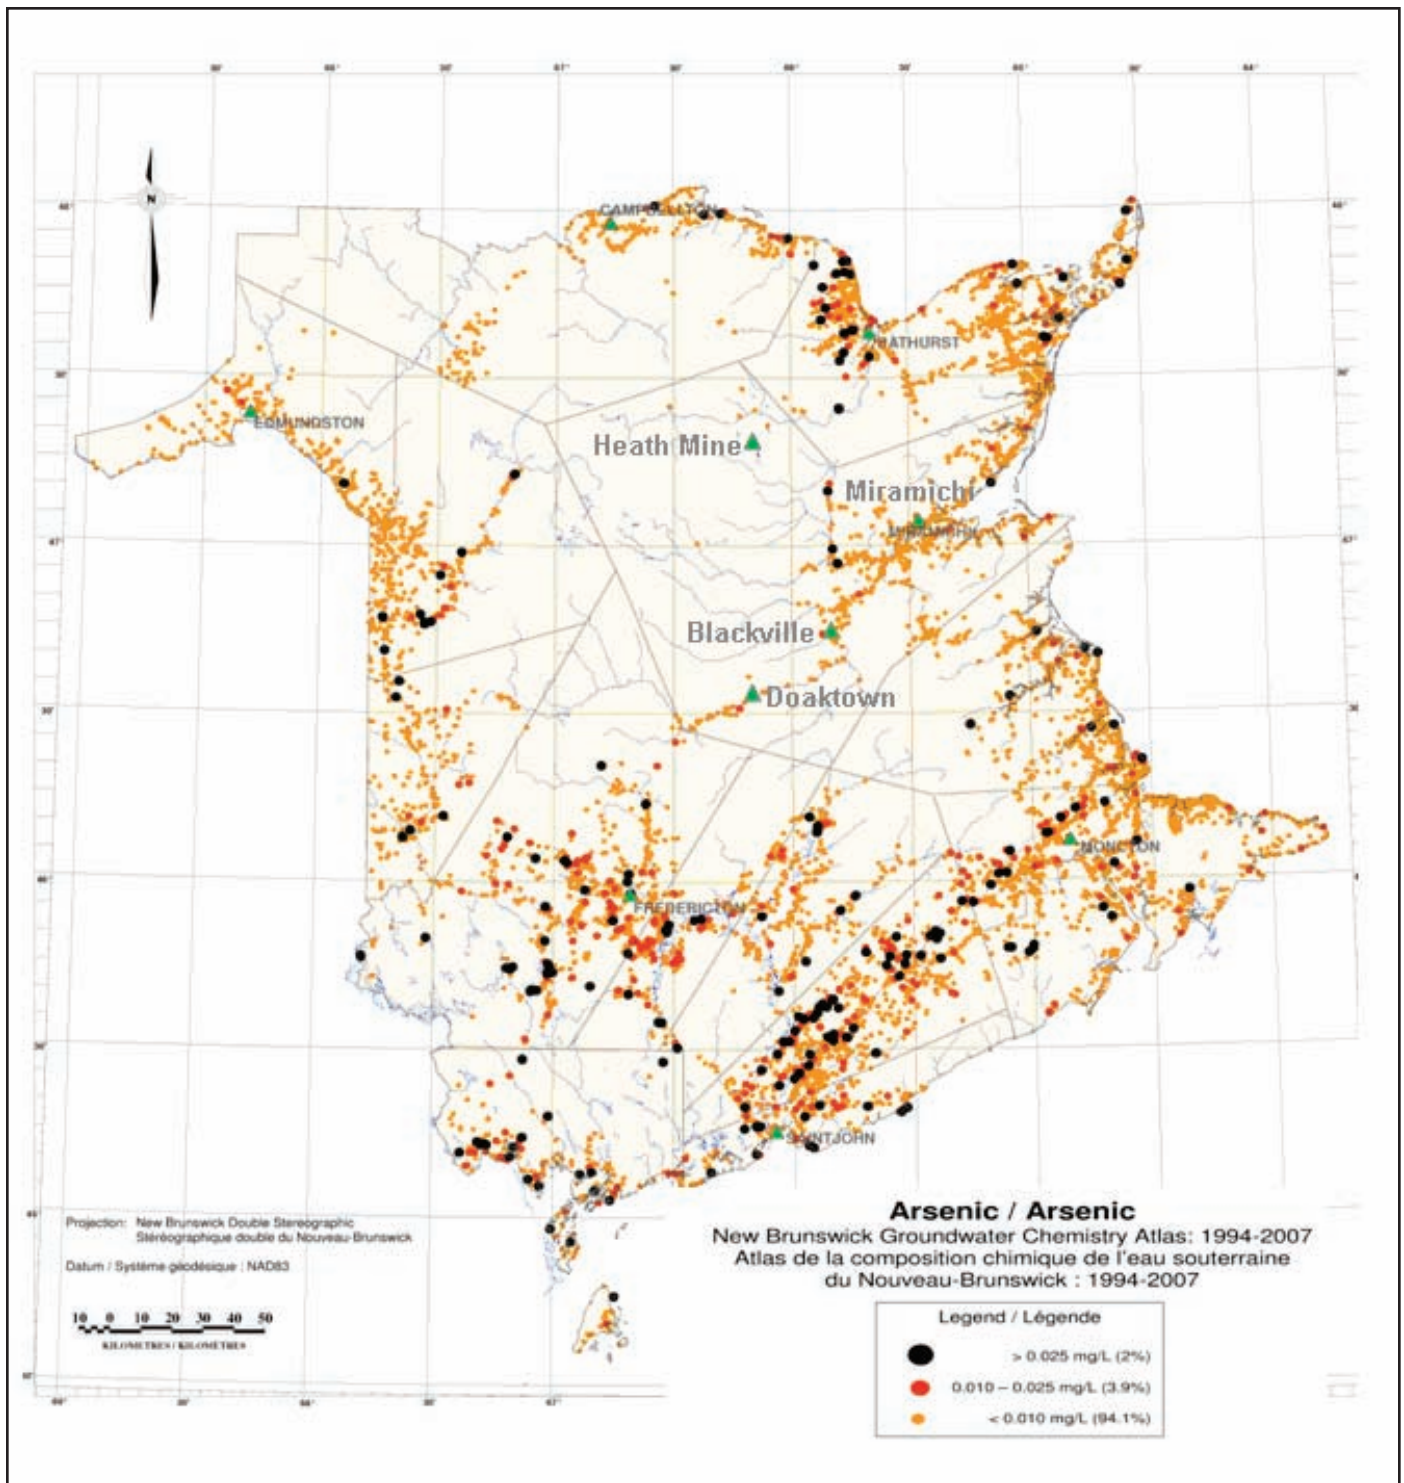 N
CAMPBELLTON
BATHURST
EDMUNDSTON
Heath Mine
Miramichi
MIRAMICHI
Blackville
Doaktown
MONCTON
FREDERICTON
SAINT JOHN
Projection: New Brunswick Double Stereographic
Stéréographique double du Nouveau-Brunswick
Datum / Système géodésique : NAD83
10 0 10 20 30 40 50
KILOMETRES / KILOMÈTRES
Arsenic / Arsenic
New Brunswick Groundwater Chemistry Atlas: 1994-2007
Atlas de la composition chimique de l'eau souterraine
du Nouveau-Brunswick : 1994-2007
Legend / Légende
> 0.025 mg/L (2%)
0.010 – 0.025 mg/L (3.9%)
< 0.010 mg/L (94.1%)